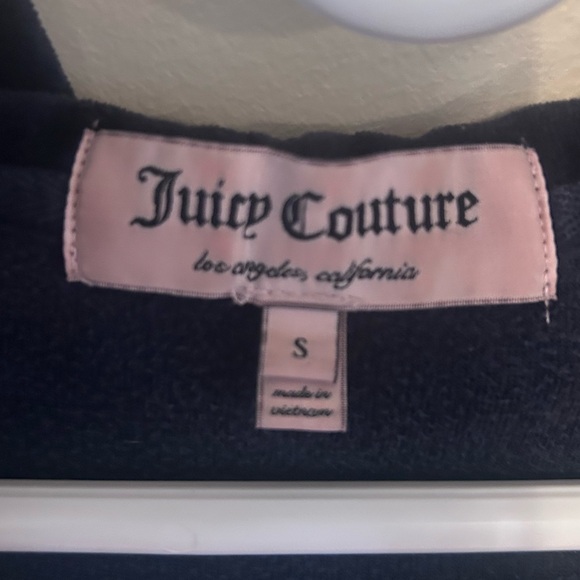 Juicy Couture
los angeles, california
S
made in
vietnam